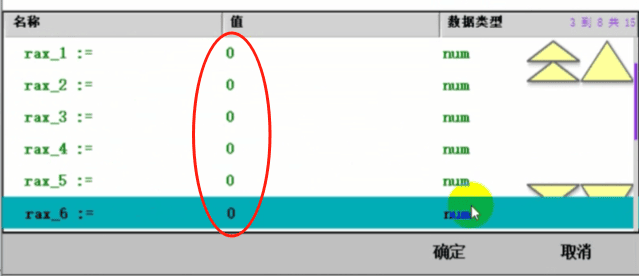 名称 值 数据类型 3 到 8 共 15
rax_1 := 0 num
rax_2 := 0 num
rax_3 := 0 num
rax_4 := 0 num
rax_5 := 0 num
rax_6 := 0 num
确定 取消